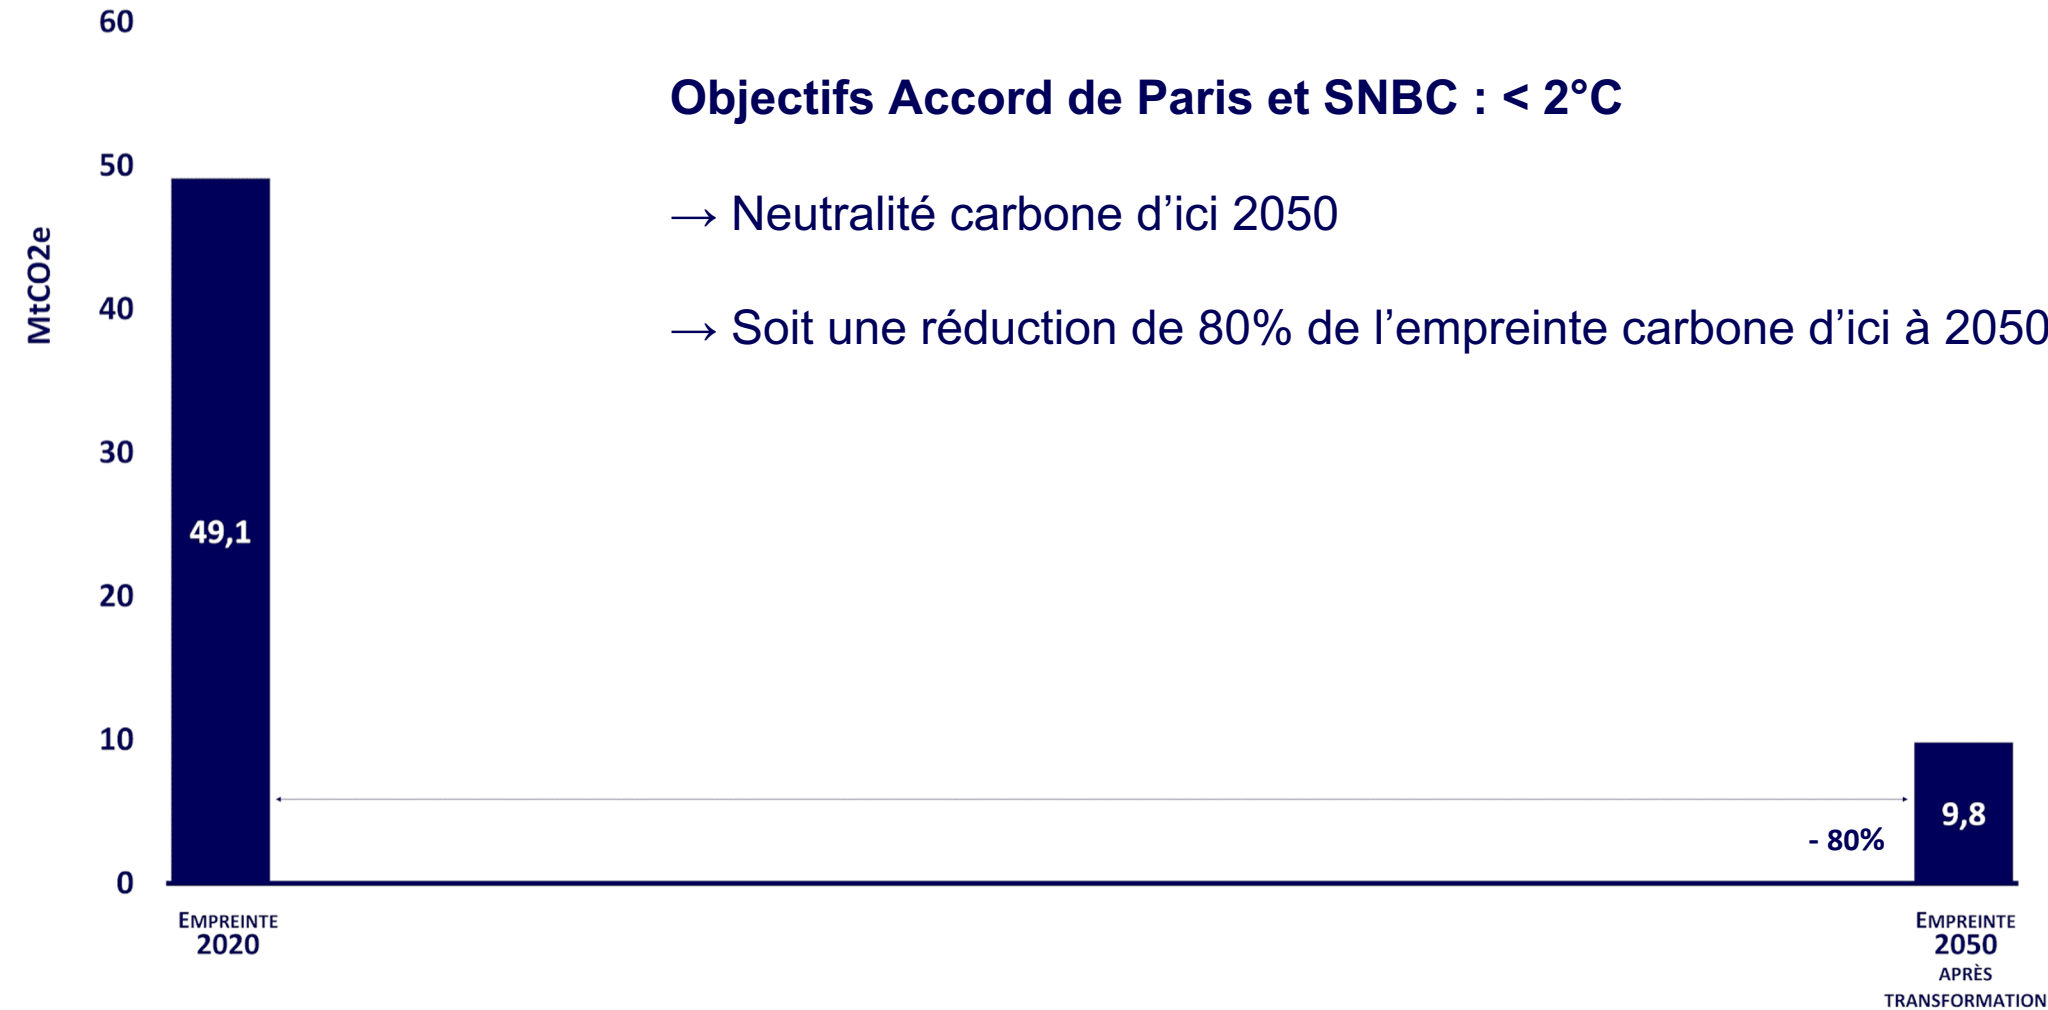 60
Objectifs Accord de Paris et SNBC : < 2°C
50
→ Neutralité carbone d’ici 2050
MtCO2e
40
→ Soit une réduction de 80% de l’empreinte carbone d’ici à 2050
30
49,1
20
10
9,8
- 80%
0
EMPREINTE
2020
EMPREINTE
2050
APRÈS
TRANSFORMATION